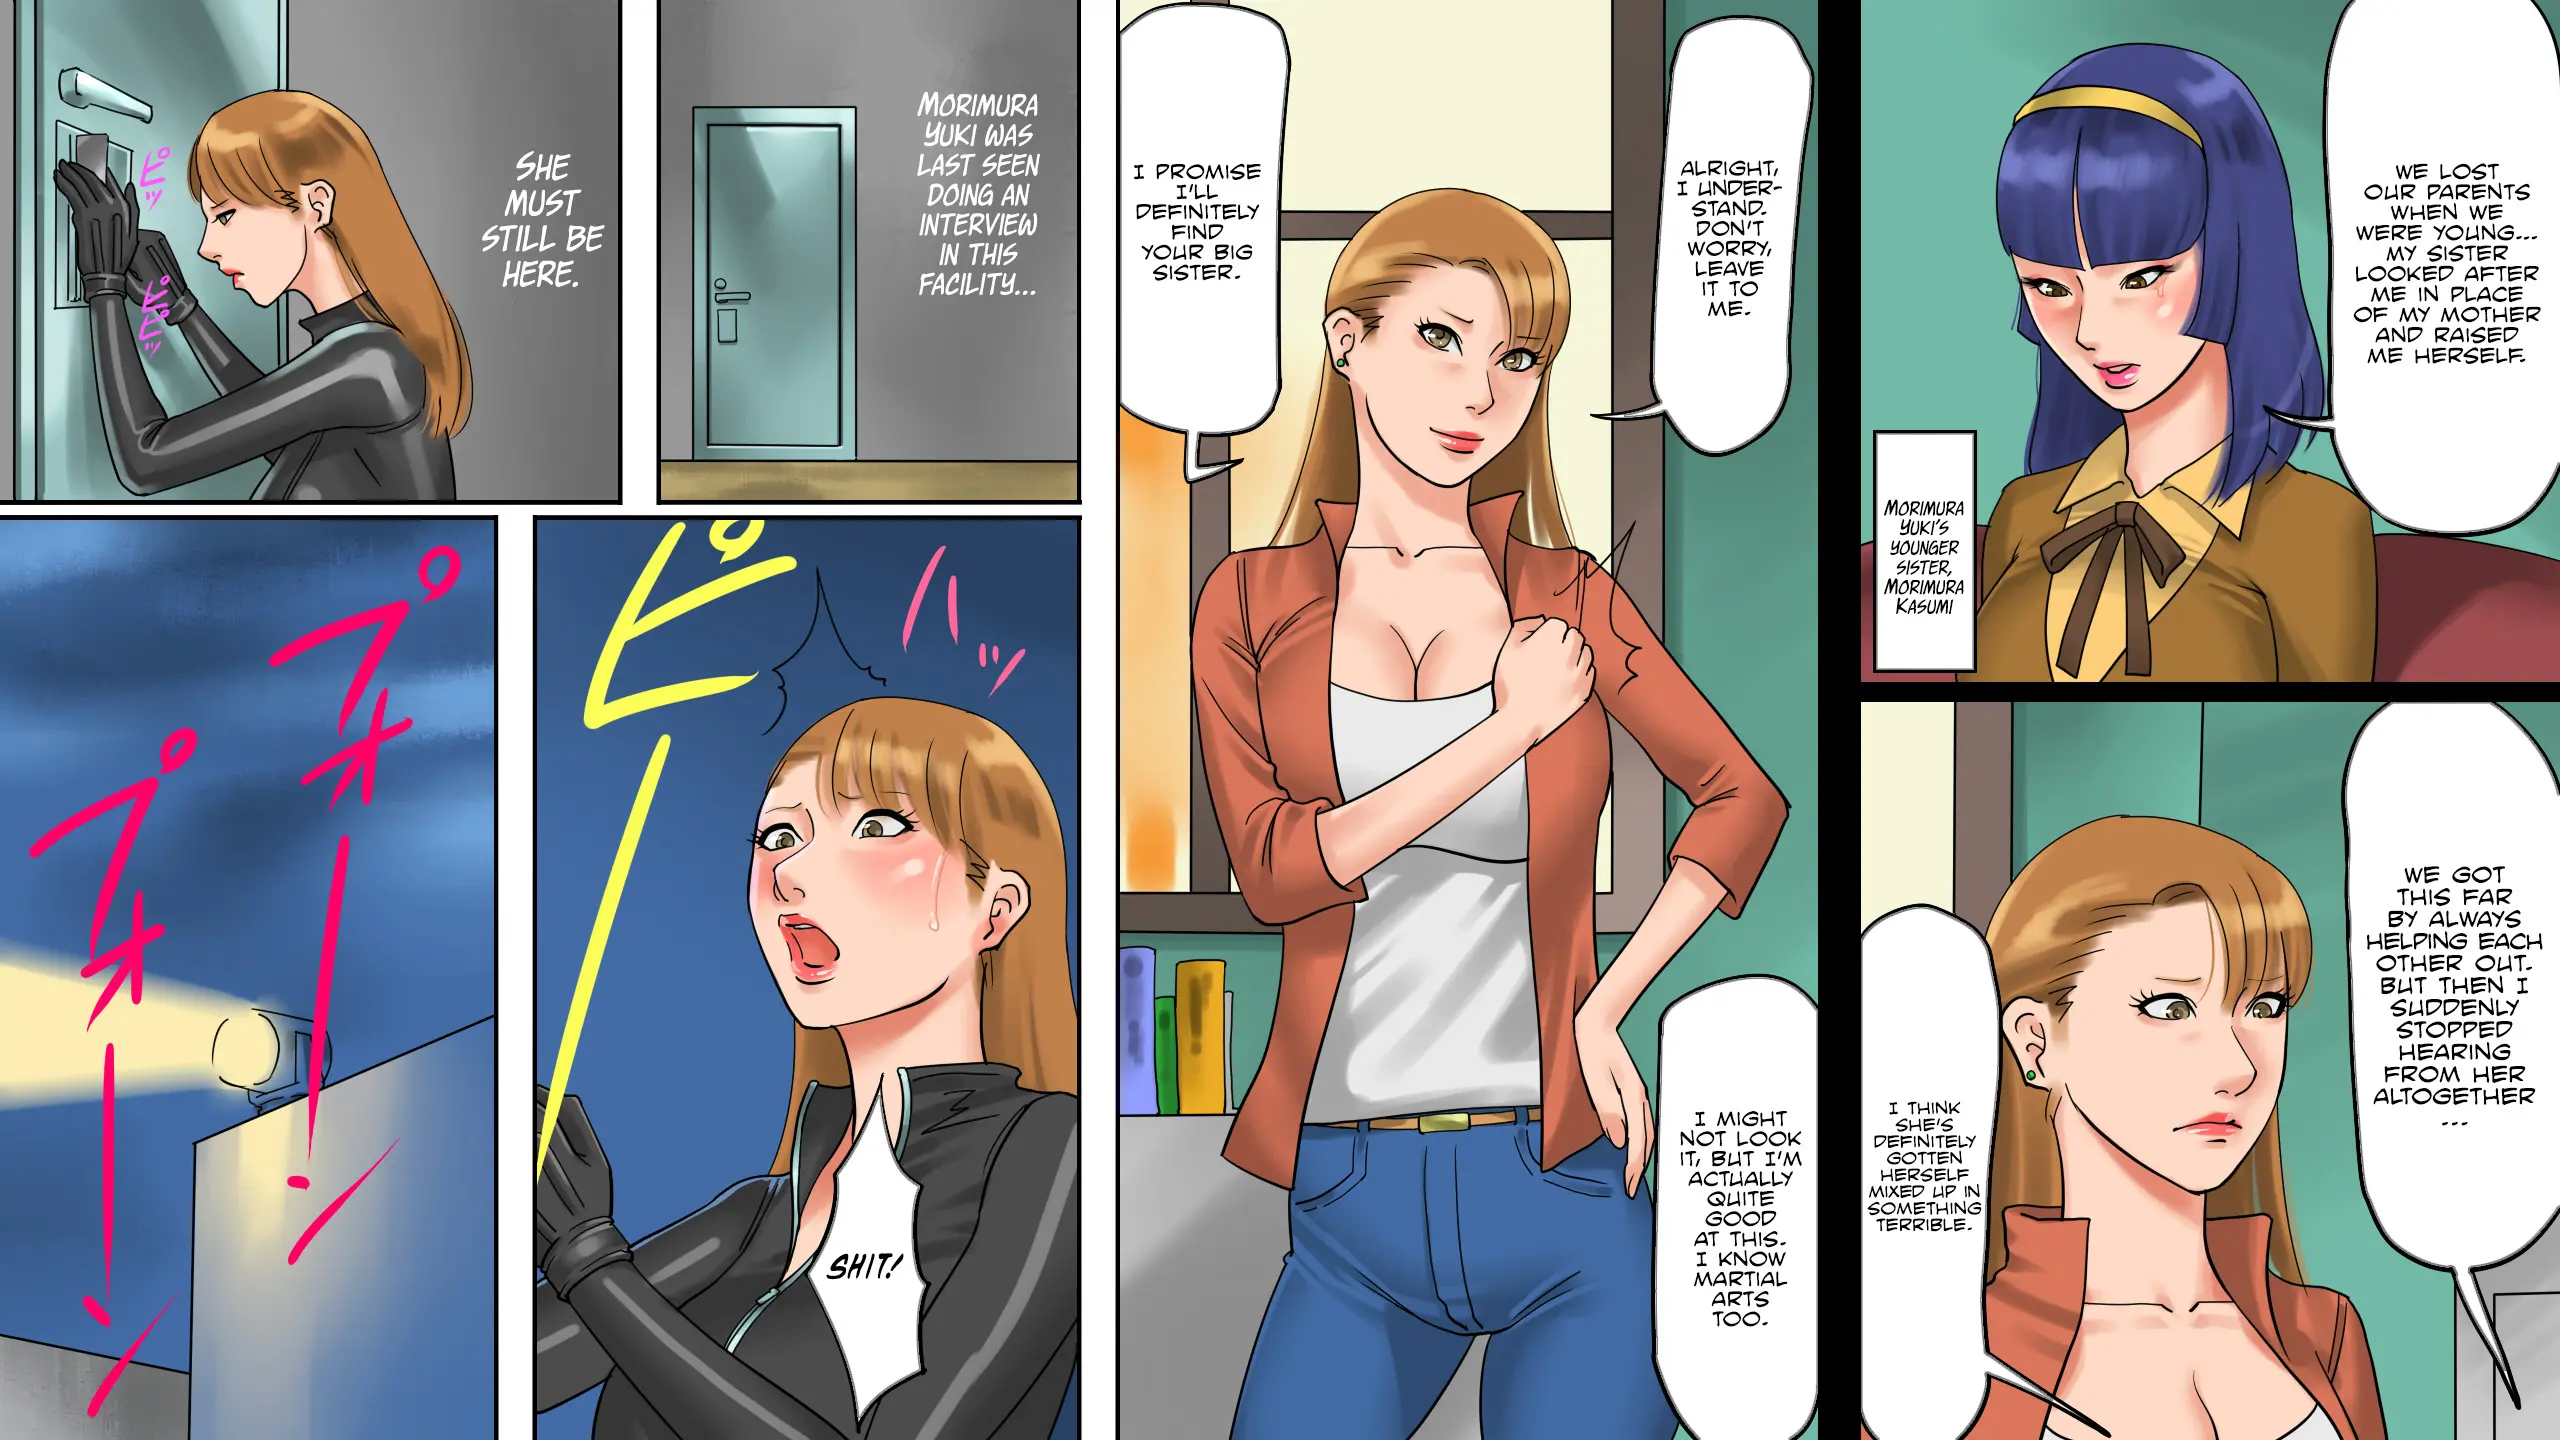 WE LOST
OUR PARENTS
WHEN WE
WERE YOUNG...
MY SISTER
LOOKED AFTER
ME IN PLACE
OF MY MOTHER
AND RAISED
ME HERSELF.
MORIMURA
YUKI'S
YOUNGER
SISTER,
MORIMURA
KASUMI
WE GOT
THIS FAR
BY ALWAYS
HELPING EACH
OTHER OUT.
BUT THEN I
SUDDENLY
STOPPED
HEARING
FROM HER
ALTOGETHER
...
I THINK
SHE'S
DEFINITELY
GOTTEN
HERSELF
MIXED UP IN
SOMETHING
TERRIBLE.
ALRIGHT,
I UNDER-
STAND.
DON'T
WORRY,
LEAVE
IT TO
ME.
I PROMISE
I'LL
DEFINITELY
FIND
YOUR BIG
SISTER.
I MIGHT
NOT LOOK
IT, BUT I'M
ACTUALLY
QUITE
GOOD
AT THIS.
I KNOW
MARTIAL
ARTS
TOO.
MORIMURA
YUKI WAS
LAST SEEN
DOING AN
INTERVIEW
IN THIS
FACILITY...
SHE
MUST
STILL BE
HERE.
ピッ
ピピッ
ハッ
ピー
SHIT!
プォーン
プォーン